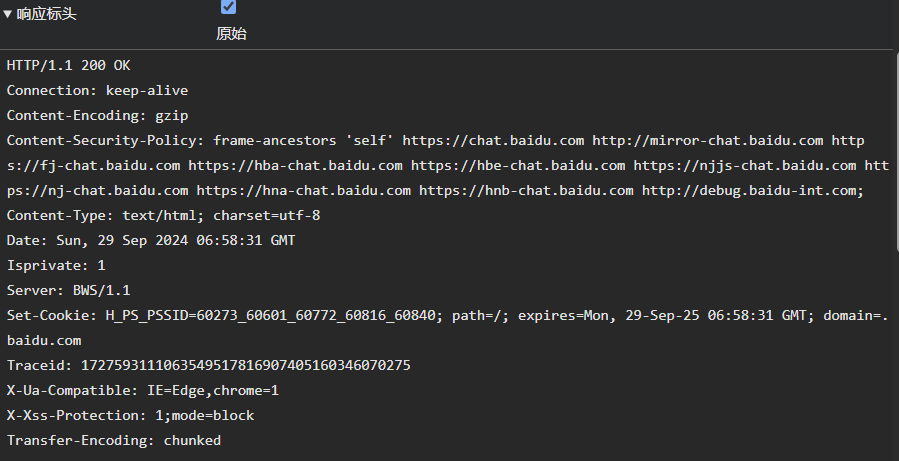 ▼ 响应标头
原始
HTTP/1.1 200 OK
Connection: keep-alive
Content-Encoding: gzip
Content-Security-Policy: frame-ancestors 'self' https://chat.baidu.com http://mirror-chat.baidu.com http
s://fj-chat.baidu.com https://hba-chat.baidu.com https://hbe-chat.baidu.com https://njjs-chat.baidu.com htt
ps://nj-chat.baidu.com https://hna-chat.baidu.com https://hnb-chat.baidu.com http://debug.baidu-int.com;
Content-Type: text/html; charset=utf-8
Date: Sun, 29 Sep 2024 06:58:31 GMT
Isprivate: 1
Server: BWS/1.1
Set-Cookie: H_PS_PSSID=60273_60601_60772_60816_60840; path=/; expires=Mon, 29-Sep-25 06:58:31 GMT; domain=.
baidu.com
Traceid: 1727593111063549517816907405160346070275
X-Ua-Compatible: IE=Edge,chrome=1
X-Xss-Protection: 1;mode=block
Transfer-Encoding: chunked